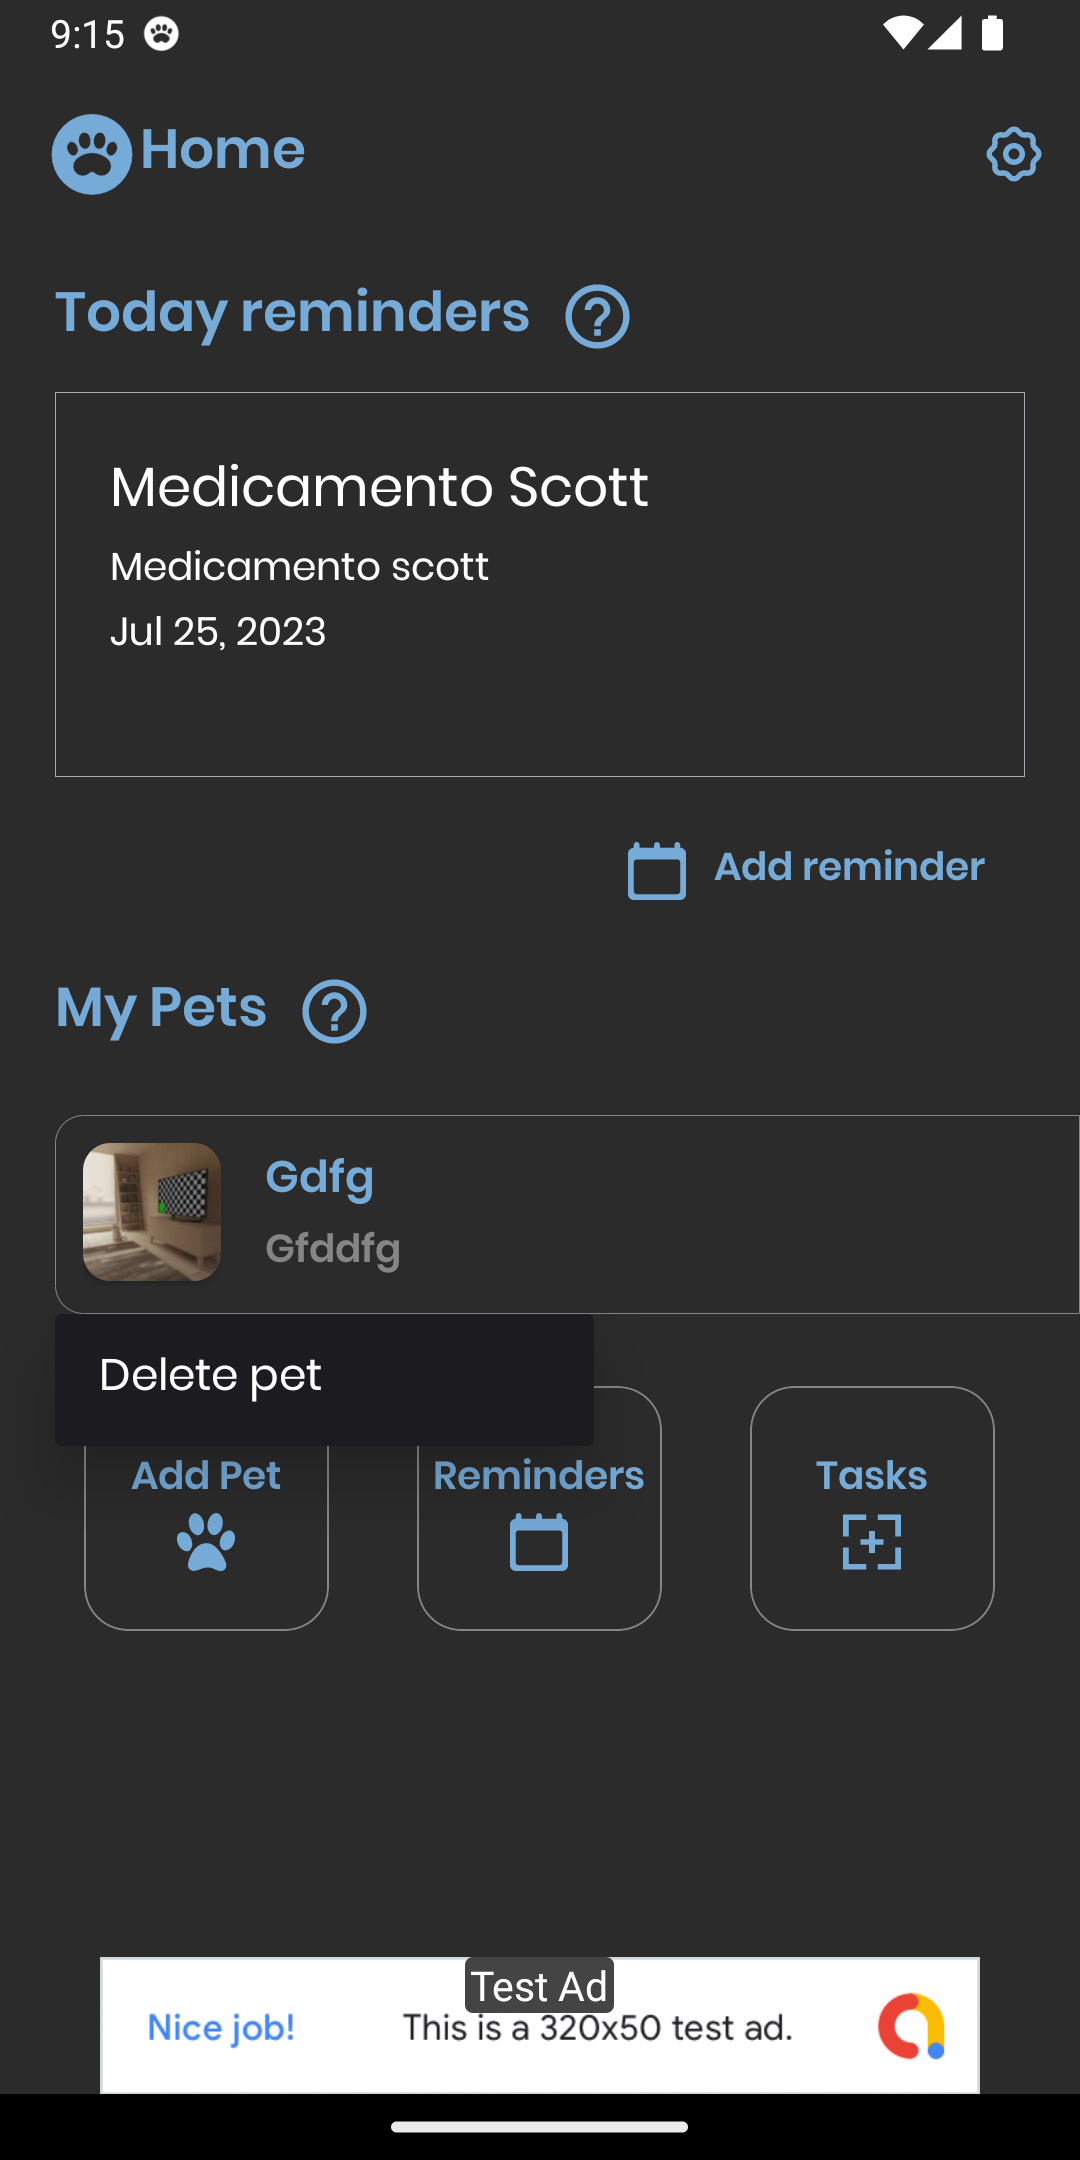 9:15
Home
Today reminders
Medicamento Scott
Medicamento scott
Jul 25, 2023
Add reminder
My Pets
Gdfg
Gfddfg
Delete pet
Add Pet
Reminders
Tasks
Test Ad
Nice job! This is a 320x50 test ad.